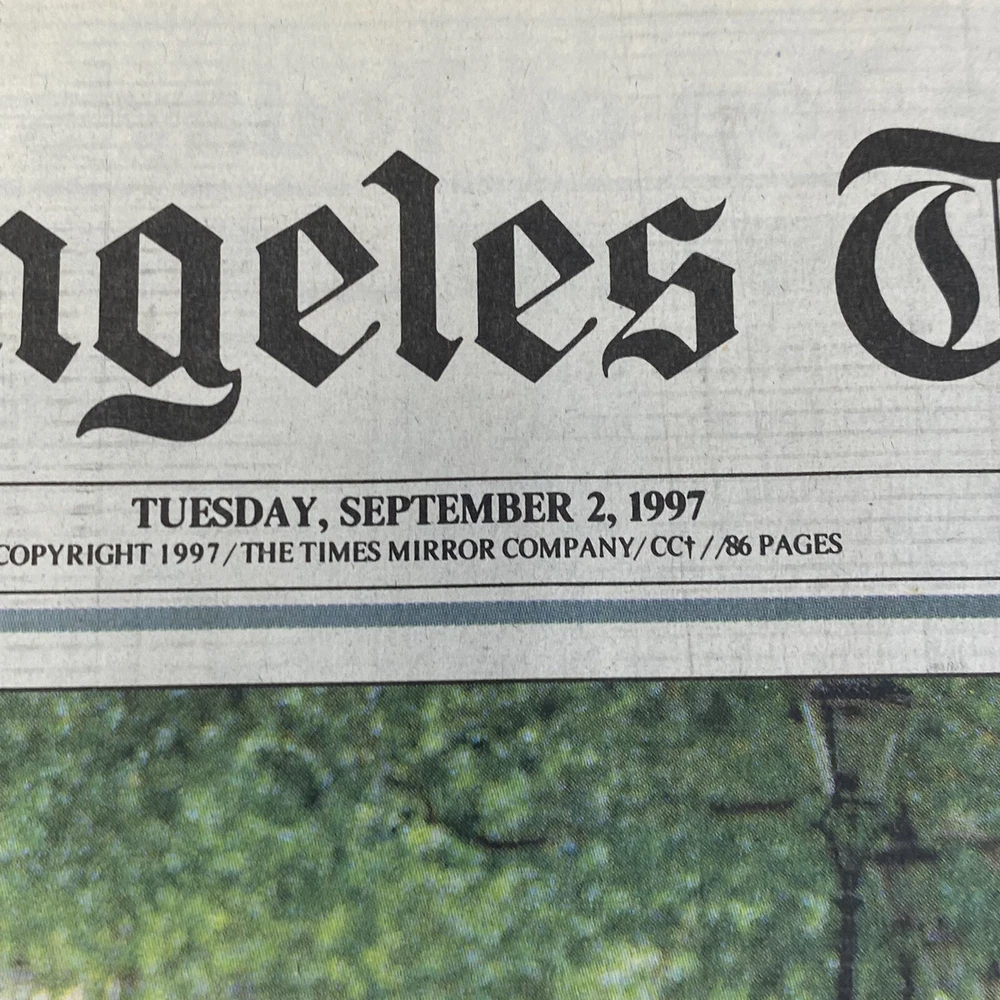 ngeles T
TUESDAY, SEPTEMBER 2, 1997
COPYRIGHT 1997/THE TIMES MIRROR COMPANY/CC†//86 PAGES